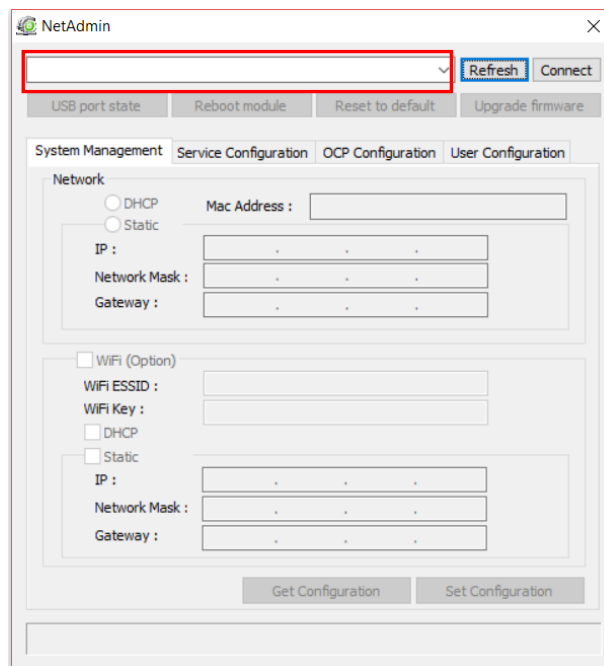 NetAdmin
Refresh Connect
USB port state Reboot module Reset to default Upgrade firmware
System Management Service Configuration OCP Configuration User Configuration
Network
DHCP Mac Address :
Static
IP : . . .
Network Mask : . . .
Gateway : . . .
WiFi (Option)
WiFi ESSID :
WiFi Key :
DHCP
Static
IP : . . .
Network Mask : . . .
Gateway : . . .
Get Configuration Set Configuration